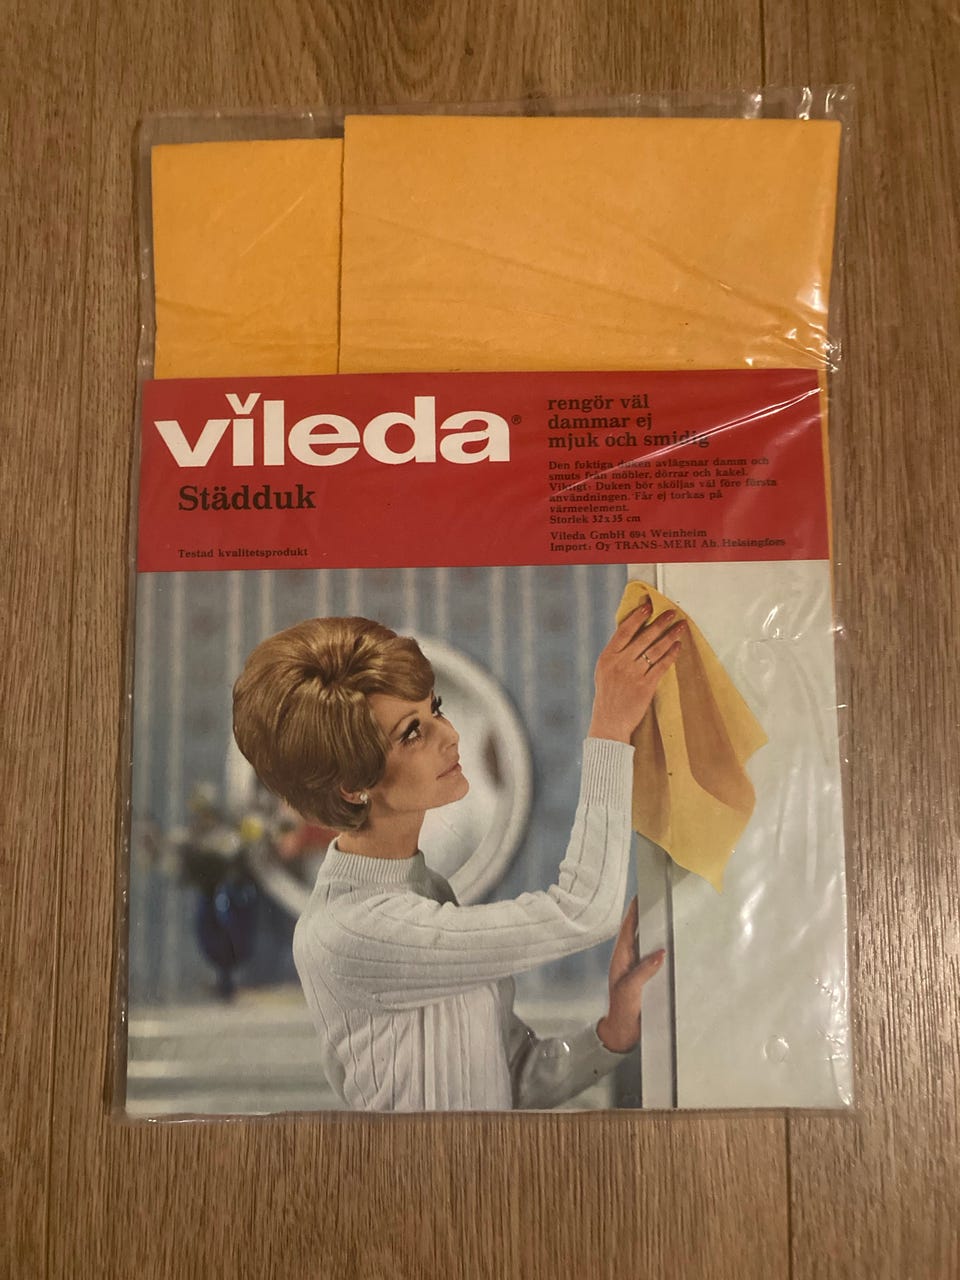 vileda®
Städduk
Testad kvalitetsprodukt
rengör väl
dammar ej
mjuk och smidig
Den fuktiga duken avlägsnar damm och
smuts från möbler, dörrar och kakel.
Viktigt: Duken bör sköljas väl före första
användningen. Får ej torkas på
värmeelement.
Storlek 32x35 cm
Vileda GmbH 694 Weinheim
Import: Oy TRANS-MERI Ab, Helsingfors